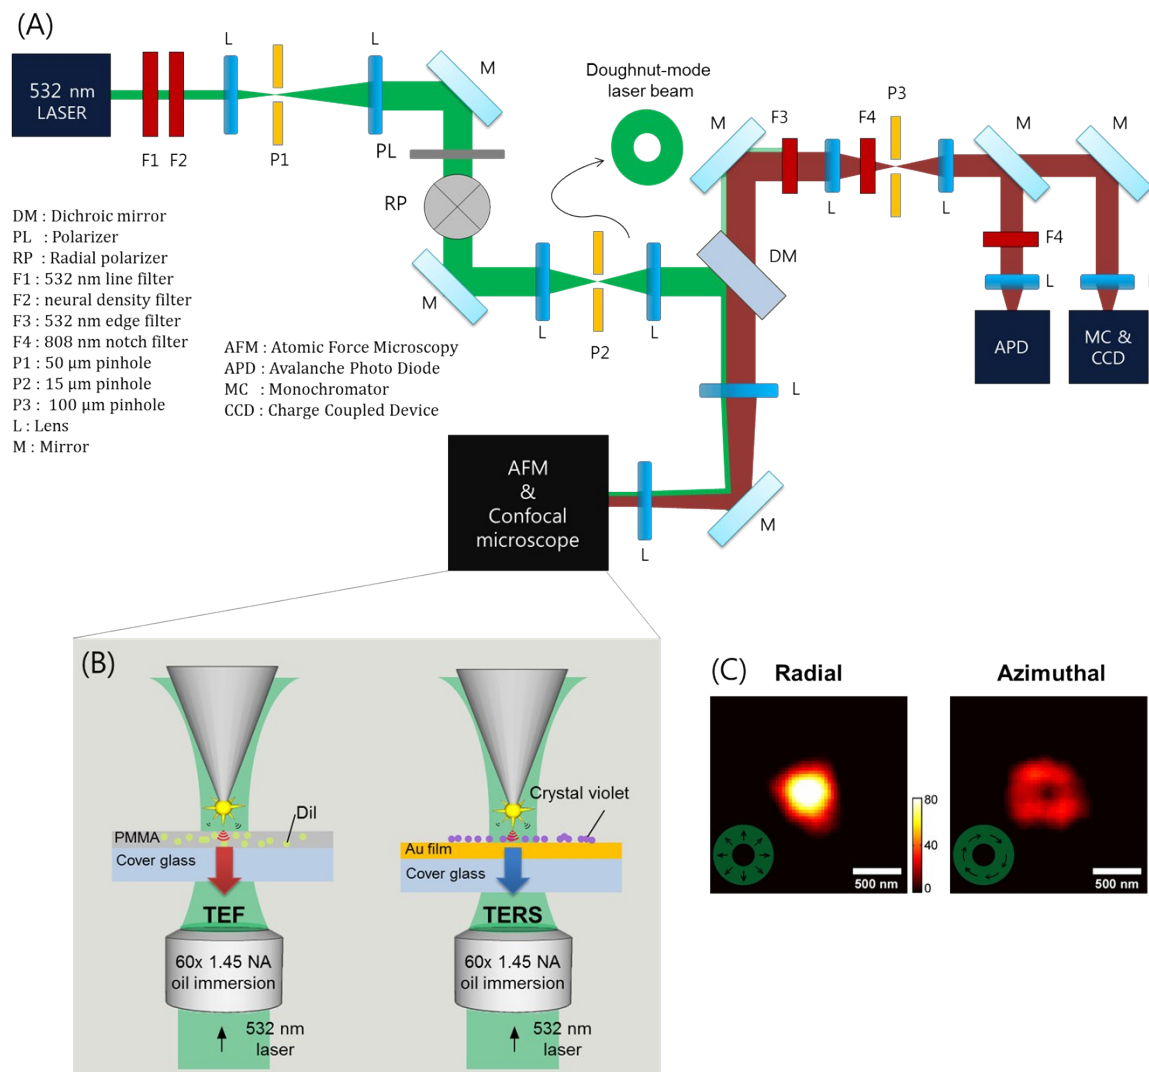 (A)
532 nm
LASER
F1
F2
L
P1
L
M
PL
RP
M
L
P2
L
Doughnut-mode
laser beam
M
F3
L
F4
P3
L
M
M
DM
F4
L
L
APD
MC &
CCD
L
M
L
AFM
&
Confocal
microscope
DM : Dichroic mirror
PL : Polarizer
RP : Radial polarizer
F1 : 532 nm line filter
F2 : neural density filter
F3 : 532 nm edge filter
F4 : 808 nm notch filter
P1 : 50 µm pinhole
P2 : 15 µm pinhole
P3 : 100 µm pinhole
L : Lens
M : Mirror
AFM : Atomic Force Microscopy
APD : Avalanche Photo Diode
MC : Monochromator
CCD : Charge Coupled Device
(B)
DiI
PMMA
Cover glass
TEF
60x 1.45 NA
oil immersion
532 nm
laser
Crystal violet
Au film
Cover glass
TERS
60x 1.45 NA
oil immersion
532 nm
laser
(C)
Radial
Azimuthal
80
40
0
500 nm
500 nm